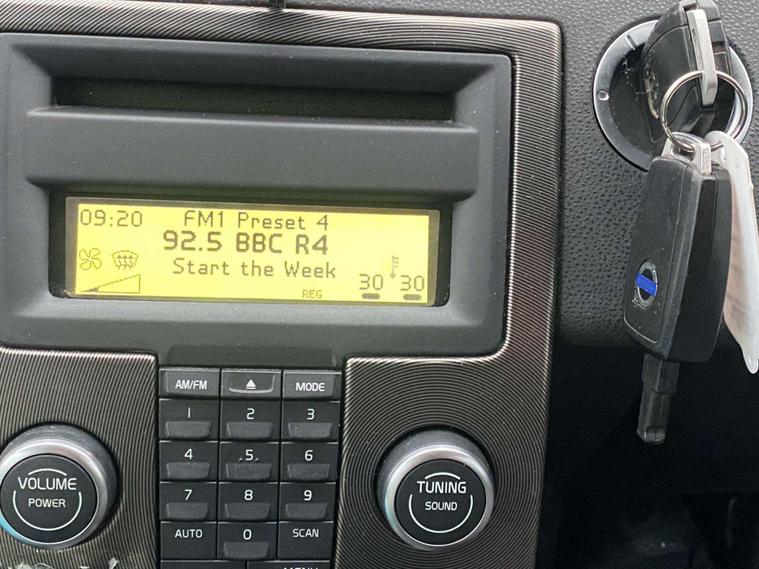 09:20 FM1 Preset 4
92.5 BBC R4
Start the Week
30 30
REG
AM/FM MODE
1 2 3
4 5 6
VOLUME
POWER
TUNING
SOUND
7 8 9
AUTO 0 SCAN
MENU